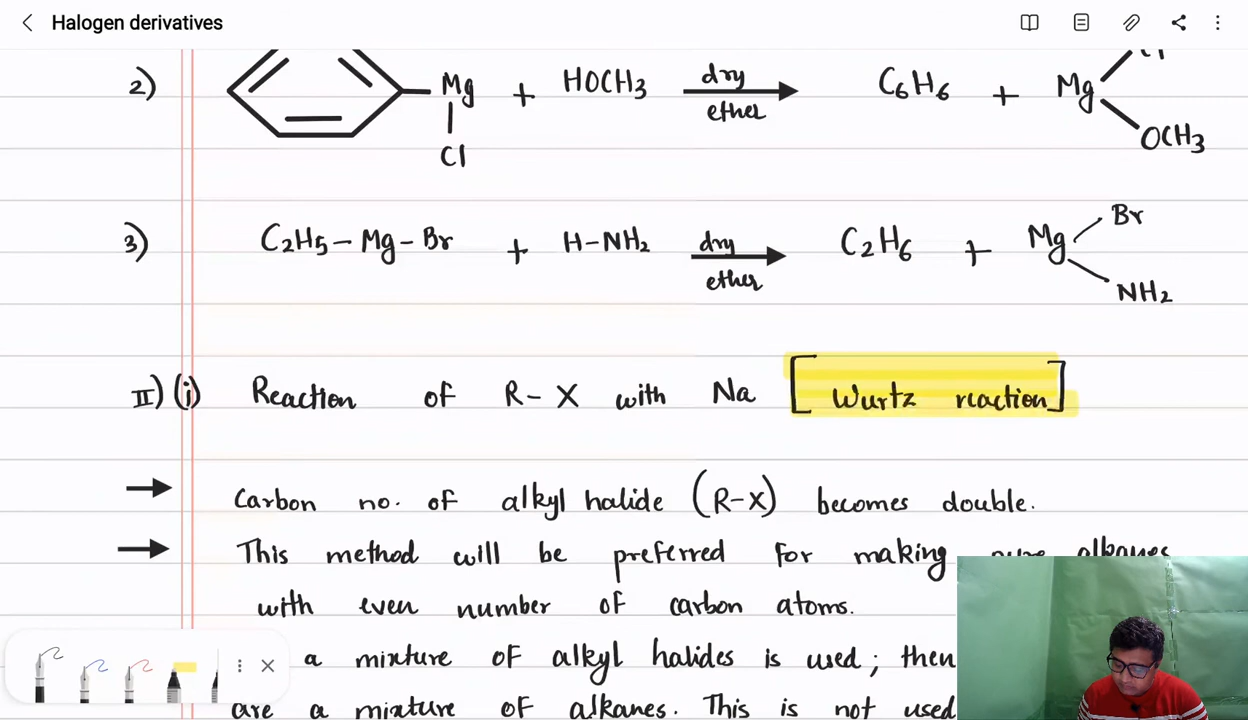 Halogen derivatives
2) Mg + HOCH3 dry ether C6H6 + Mg
Cl OCH3
3) C2H5 - Mg - Br + H-NH2 dry ether C2H6 + Mg Br NH2
II) (i) Reaction of R - X with Na [Wurtz reaction]
→ Carbon no. of alkyl halide (R-X) becomes double.
→ This method will be preferred for making pure alkanes
with even number of carbon atoms.
a mixture of alkyl halides is used; then
are a mixture of alkanes. This is not used